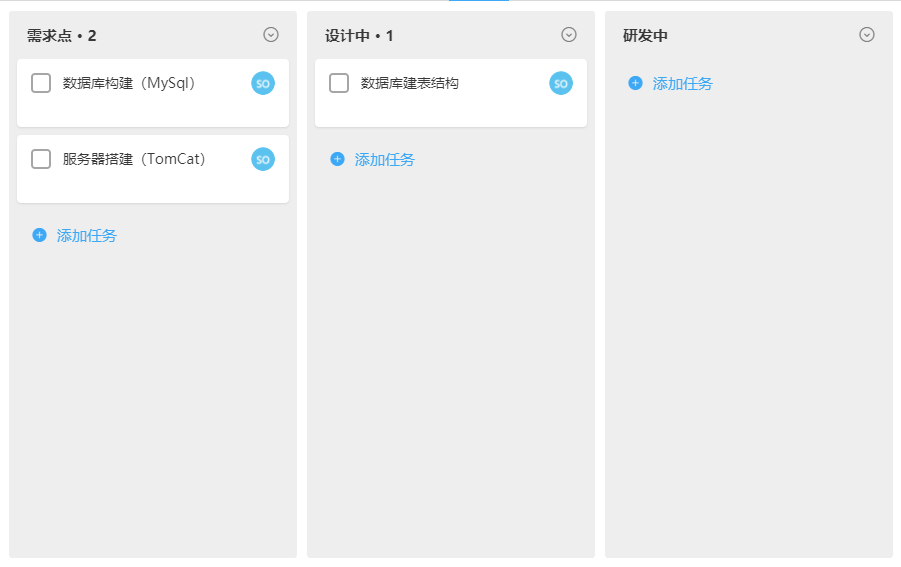 需求点 • 2
数据库构建（MySql） SO
服务器搭建（TomCat） SO
添加任务
设计中 • 1
数据库建表结构 SO
添加任务
研发中
添加任务